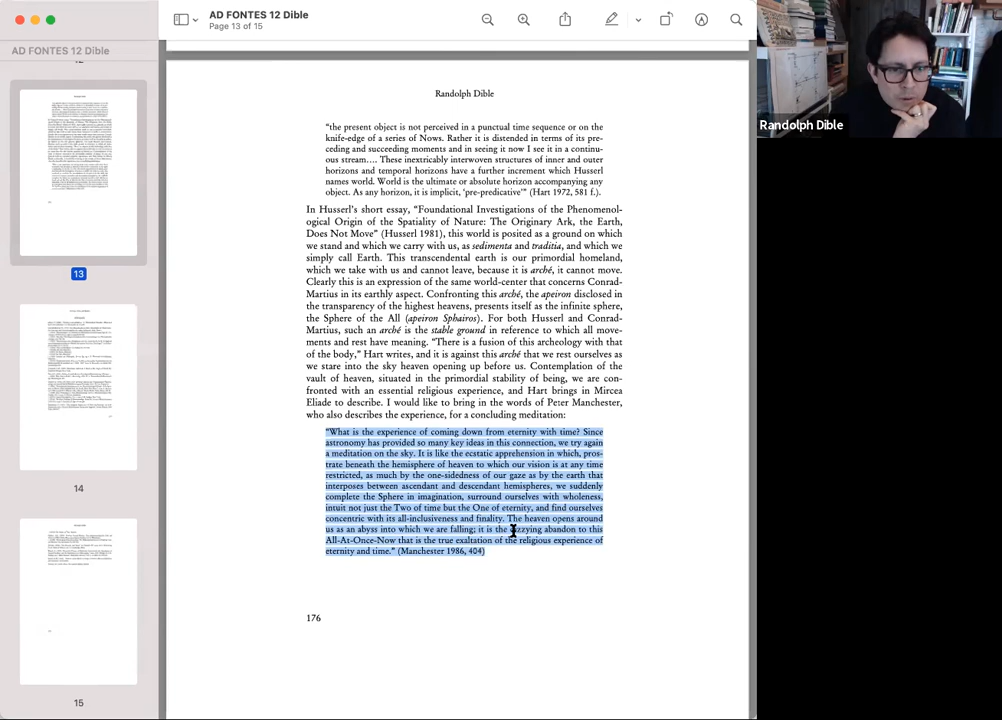 AD FONTES 12 Dible
Page 13 of 15
AD FONTES 12 Dible
13
14
15
Randolph Dible
Randolph Dible
"the present object is not perceived in a punctual time sequence or on the
knife-edge of a series of Nows. Rather it is distended in terms of its pre-
ceding and succeeding moments and in seeing it now I see it in a continu-
ous stream…. These inextricably interwoven structures of inner and outer
horizons and temporal horizons have a further increment which Husserl
names world. World is the ultimate or absolute horizon accompanying any
object. As any horizon, it is implicit, 'pre-predicative'" (Hart 1972, 581 f.).
In Husserl's short essay, "Foundational Investigations of the Phenomenol-
ogical Origin of the Spatiality of Nature: The Originary Ark, the Earth,
Does Not Move" (Husserl 1981), this world is posited as a ground on which
we stand and which we carry with us, as sedimenta and traditia, and which we
simply call Earth. This transcendental earth is our primordial homeland,
which we take with us and cannot leave, because it is arché, it cannot move.
Clearly this is an expression of the same world-center that concerns Conrad-
Martius in its earthly aspect. Confronting this arché, the apeiron disclosed in
the transparency of the highest heavens, presents itself as the infinite sphere,
the Sphere of the All (apeiron Sphairos). For both Husserl and Conrad-
Martius, such an arché is the stable ground in reference to which all move-
ments and rest have meaning. "There is a fusion of this archeology with that
of the body," Hart writes, and it is against this arché that we rest ourselves as
we stare into the sky heaven opening up before us. Contemplation of the
vault of heaven, situated in the primordial stability of being, we are con-
fronted with an essential religious experience, and Hart brings in Mircea
Eliade to describe. I would like to bring in the words of Peter Manchester,
who also describes the experience, for a concluding meditation:
"What is the experience of coming down from eternity with time? Since
astronomy has provided so many key ideas in this connection, we try again
a meditation on the sky. It is like the ecstatic apprehension in which, pros-
trate beneath the hemisphere of heaven to which our vision is at any time
restricted, as much by the one-sidedness of our gaze as by the earth that
interposes between ascendant and descendant hemispheres, we suddenly
complete the Sphere in imagination, surround ourselves with wholeness,
intuit not just the Two of time but the One of eternity, and find ourselves
concentric with its all-inclusiveness and finality. The heaven opens around
us as an abyss into which we are falling; it is the dizzying abandon to this
All-At-Once-Now that is the true exaltation of the religious experience of
eternity and time." (Manchester 1986, 404)
176